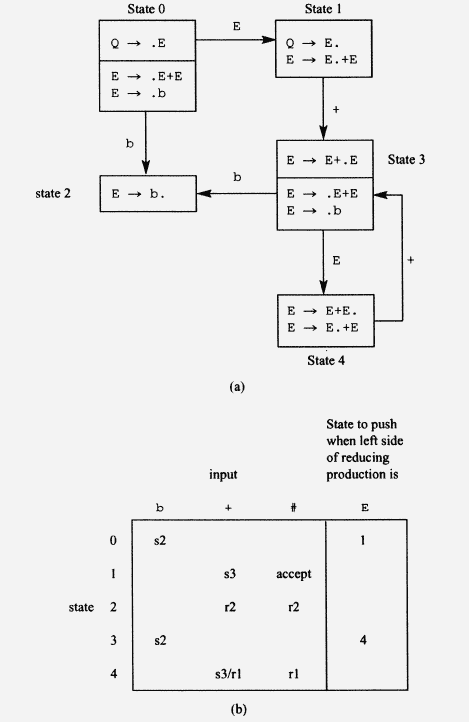 State 0
State 1
E
Q → .E
E → .E+E
E → .b
Q → E.
E → E.+E
+
b
E → E+.E
E → .E+E
E → .b
State 3
b
state 2
E → b.
E
+
E → E+E.
E → E.+E
State 4
(a)
State to push
when left side
of reducing
production is
input
b + # E
0 s2 1
1 s3 accept
state 2 r2 r2
3 s2 4
4 s3/r1 r1
(b)